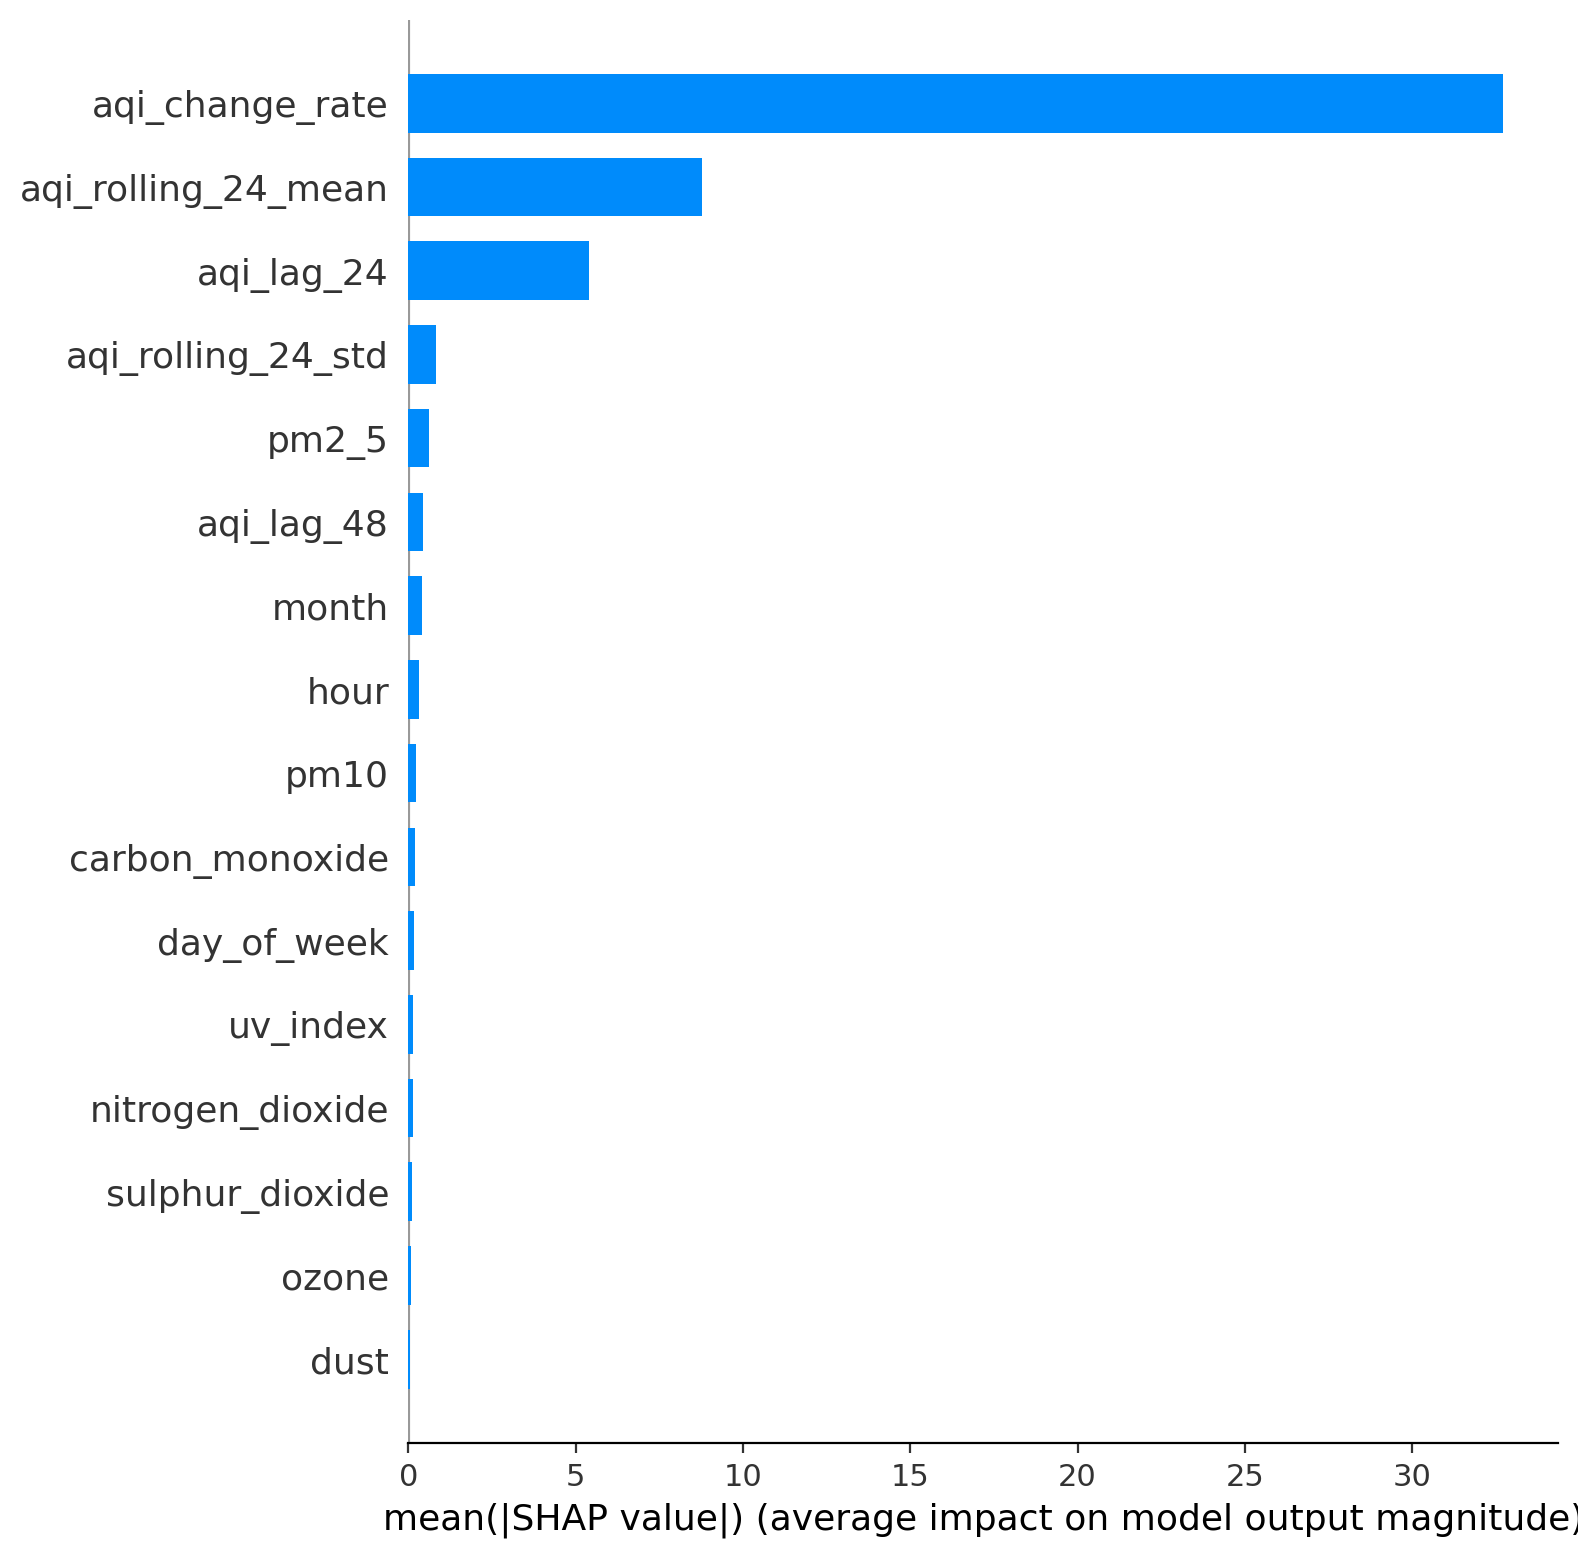 aqi_change_rate
aqi_rolling_24_mean
aqi_lag_24
aqi_rolling_24_std
pm2_5
aqi_lag_48
month
hour
pm10
carbon_monoxide
day_of_week
uv_index
nitrogen_dioxide
sulphur_dioxide
ozone
dust
0 5 10 15 20 25 30
mean(|SHAP value|) (average impact on model output magnitude)